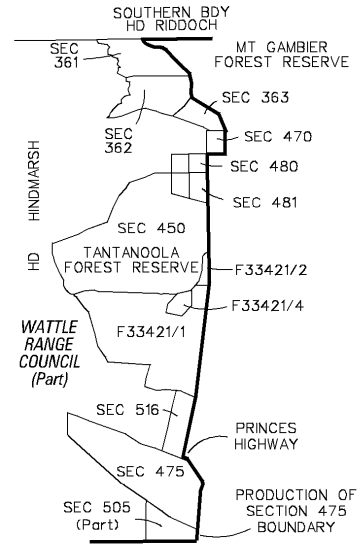 SOUTHERN BDY
HD RIDDOCH
SEC
361
MT GAMBIER
FOREST RESERVE
SEC 363
SEC
362
SEC 470
SEC 480
SEC 481
HD HINDMARSH
SEC 450
TANTANOOLA
FOREST RESERVE
F33421/2
F33421/4
F33421/1
WATTLE
RANGE
COUNCIL
(Part)
SEC 516
PRINCES
HIGHWAY
SEC 475
SEC 505
(Part)
PRODUCTION OF
SECTION 475
BOUNDARY